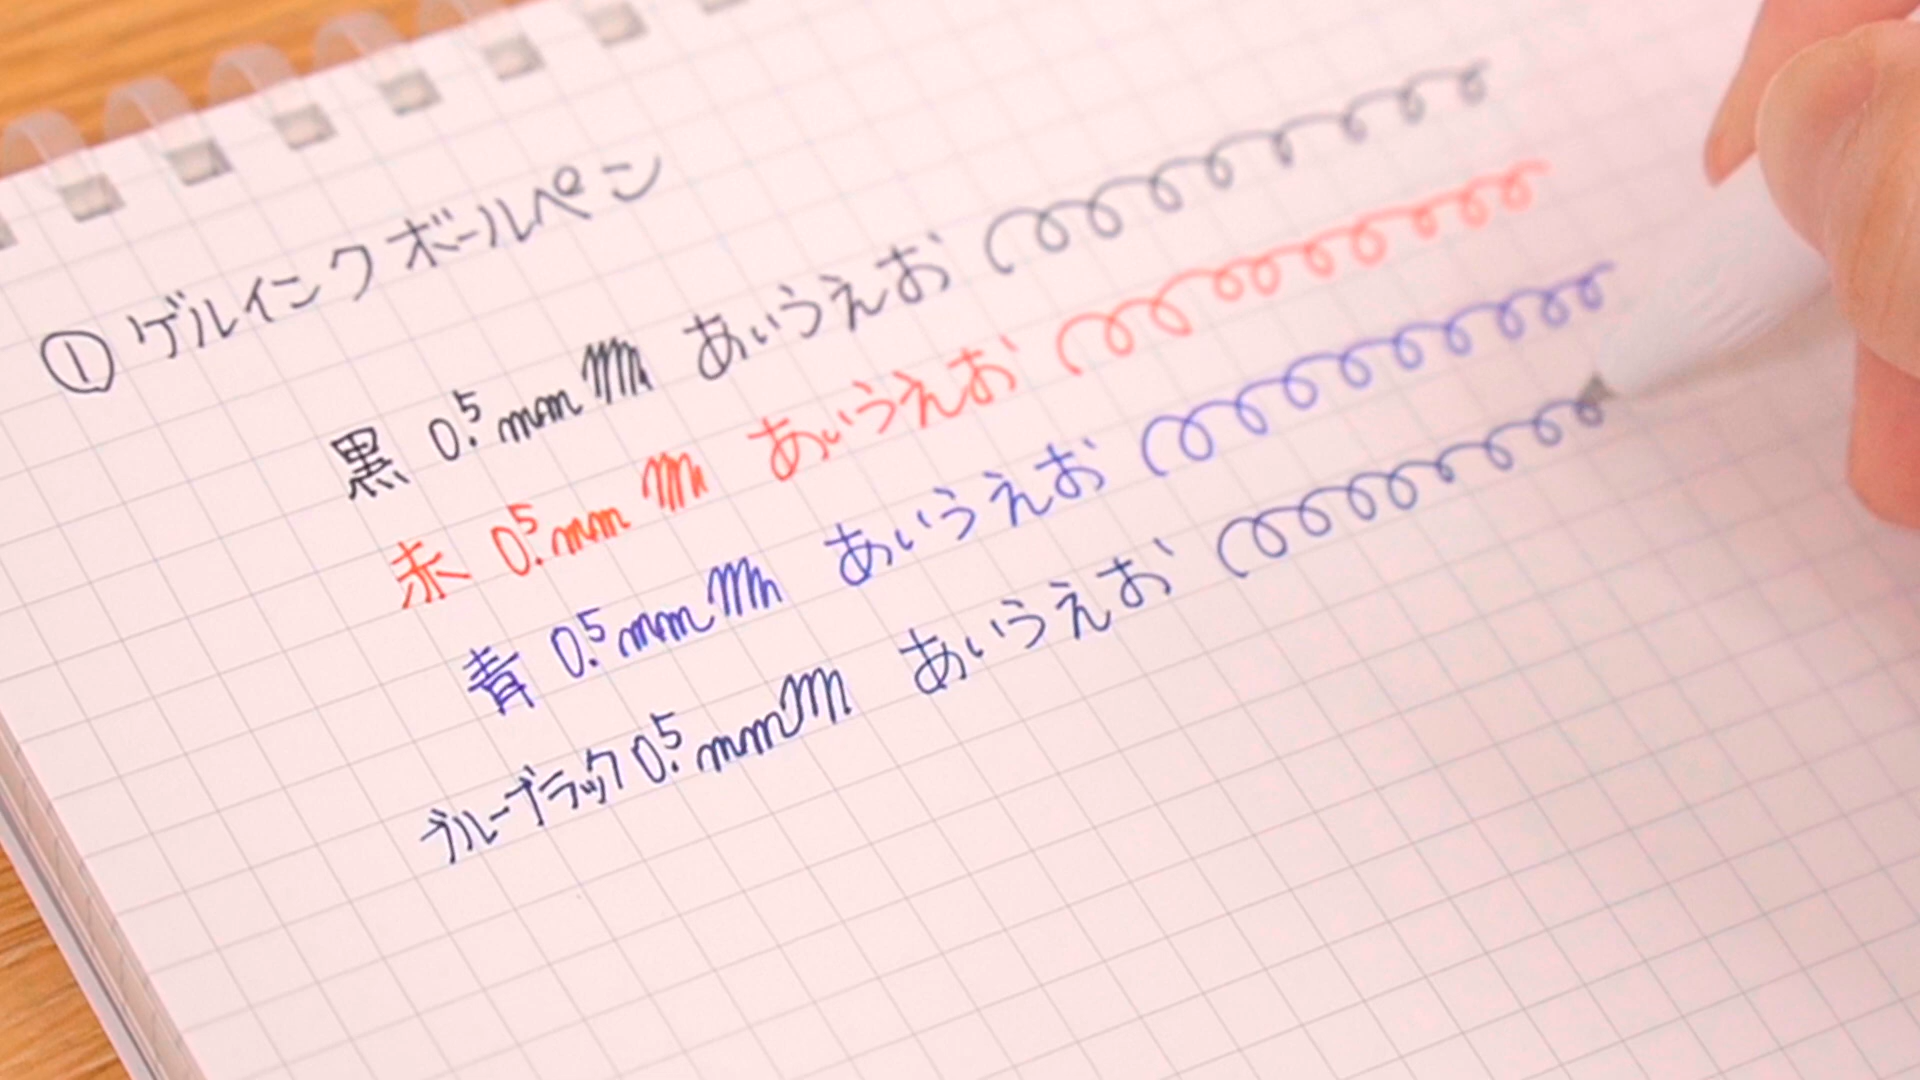 ① ゲルインクボールペン
黒 0.5mm あいうえお
赤 0.5mm あいうえお
青 0.5mm あいうえお
ブルーブラック 0.5mm あいうえお